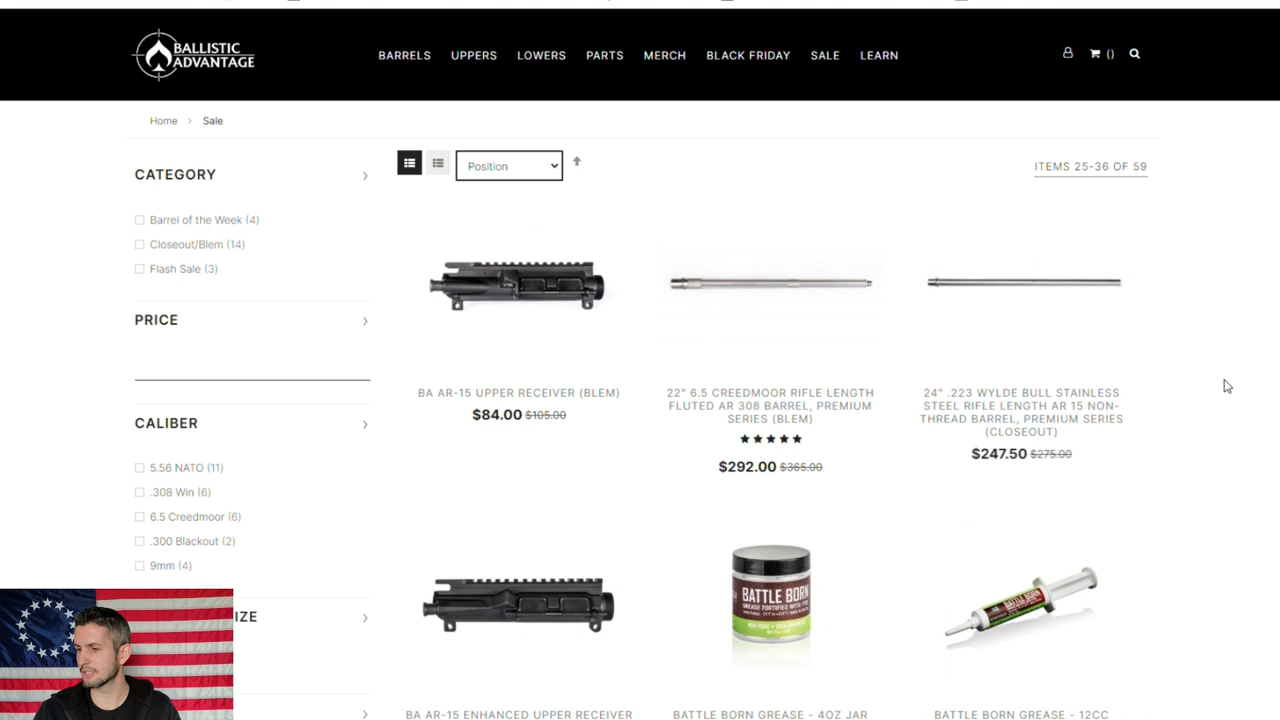 BALLISTIC
ADVANTAGE
BARRELS UPPERS LOWERS PARTS MERCH BLACK FRIDAY SALE LEARN
()
Home > Sale
CATEGORY
Barrel of the Week (4)
Closeout/Blem (14)
Flash Sale (3)
PRICE
CALIBER
5.56 NATO (11)
.308 Win (6)
6.5 Creedmoor (6)
.300 Blackout (2)
9mm (4)
IZE
Position
ITEMS 25-36 OF 59
BA AR-15 UPPER RECEIVER (BLEM)
$84.00 $105.00
22" 6.5 CREEDMOOR RIFLE LENGTH
FLUTED AR 308 BARREL, PREMIUM
SERIES (BLEM)
$292.00 $365.00
24" .223 WYLDE BULL STAINLESS
STEEL RIFLE LENGTH AR 15 NON-
THREAD BARREL, PREMIUM SERIES
(CLOSEOUT)
$247.50 $275.00
BATTLE BORN
BA AR-15 ENHANCED UPPER RECEIVER
BATTLE BORN GREASE - 4OZ JAR
BATTLE BORN GREASE - 12CC